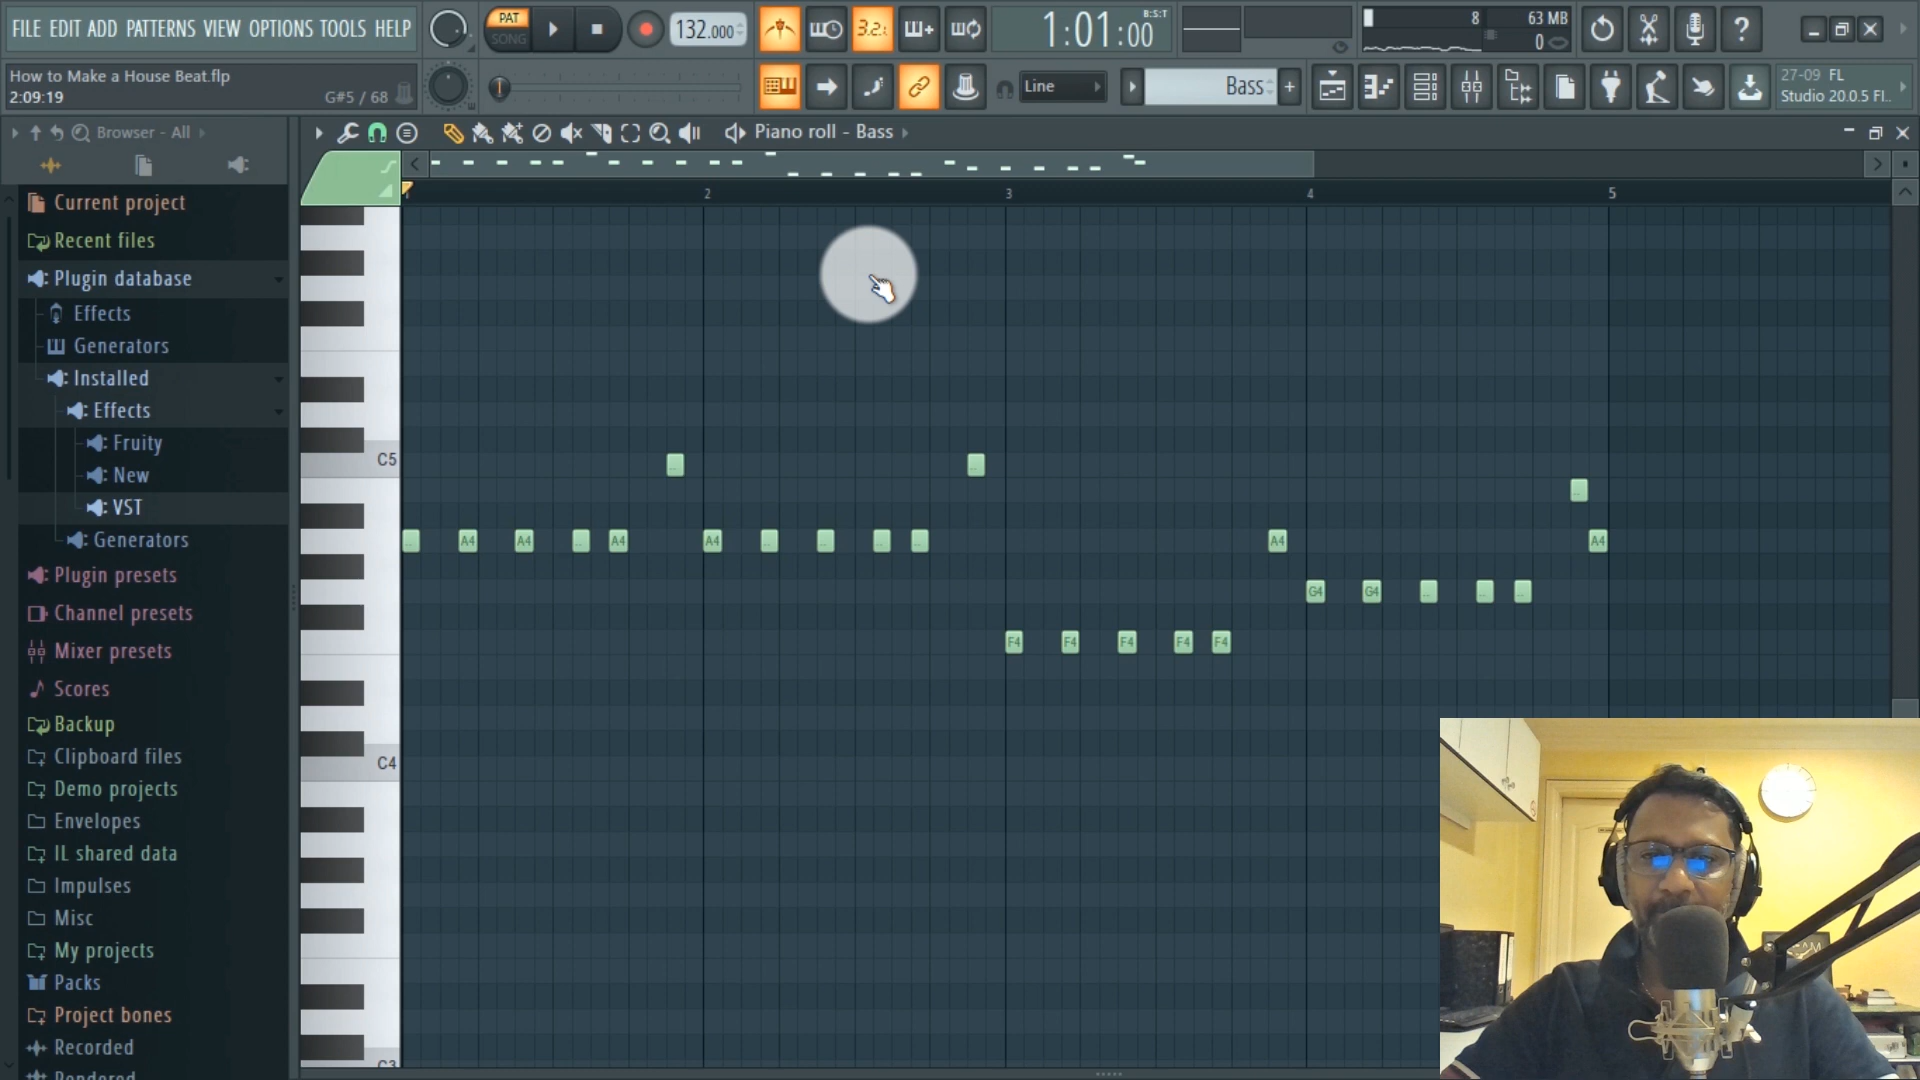 FILE EDIT ADD PATTERNS VIEW OPTIONS TOOLS HELP
PAT
SONG
132.000
3.2.1
1:01:00
B:S:T
8
63 MB
0
How to Make a House Beat.flp
2:09:19
G#5 / 68
Line
Bass
27-09 FL
Studio 20.0.5 Fl..
Browser - All
Piano roll - Bass
Current project
Recent files
Plugin database
Effects
Generators
Installed
Effects
Fruity
New
VST
Generators
Plugin presets
Channel presets
Mixer presets
Scores
Backup
Clipboard files
Demo projects
Envelopes
IL shared data
Impulses
Misc
My projects
Packs
Project bones
Recorded
Rendered
2
3
4
5
C5
A4
A4
A4
A4
A4
A4
G4
G4
F4
F4
F4
F4
F4
C4
C3